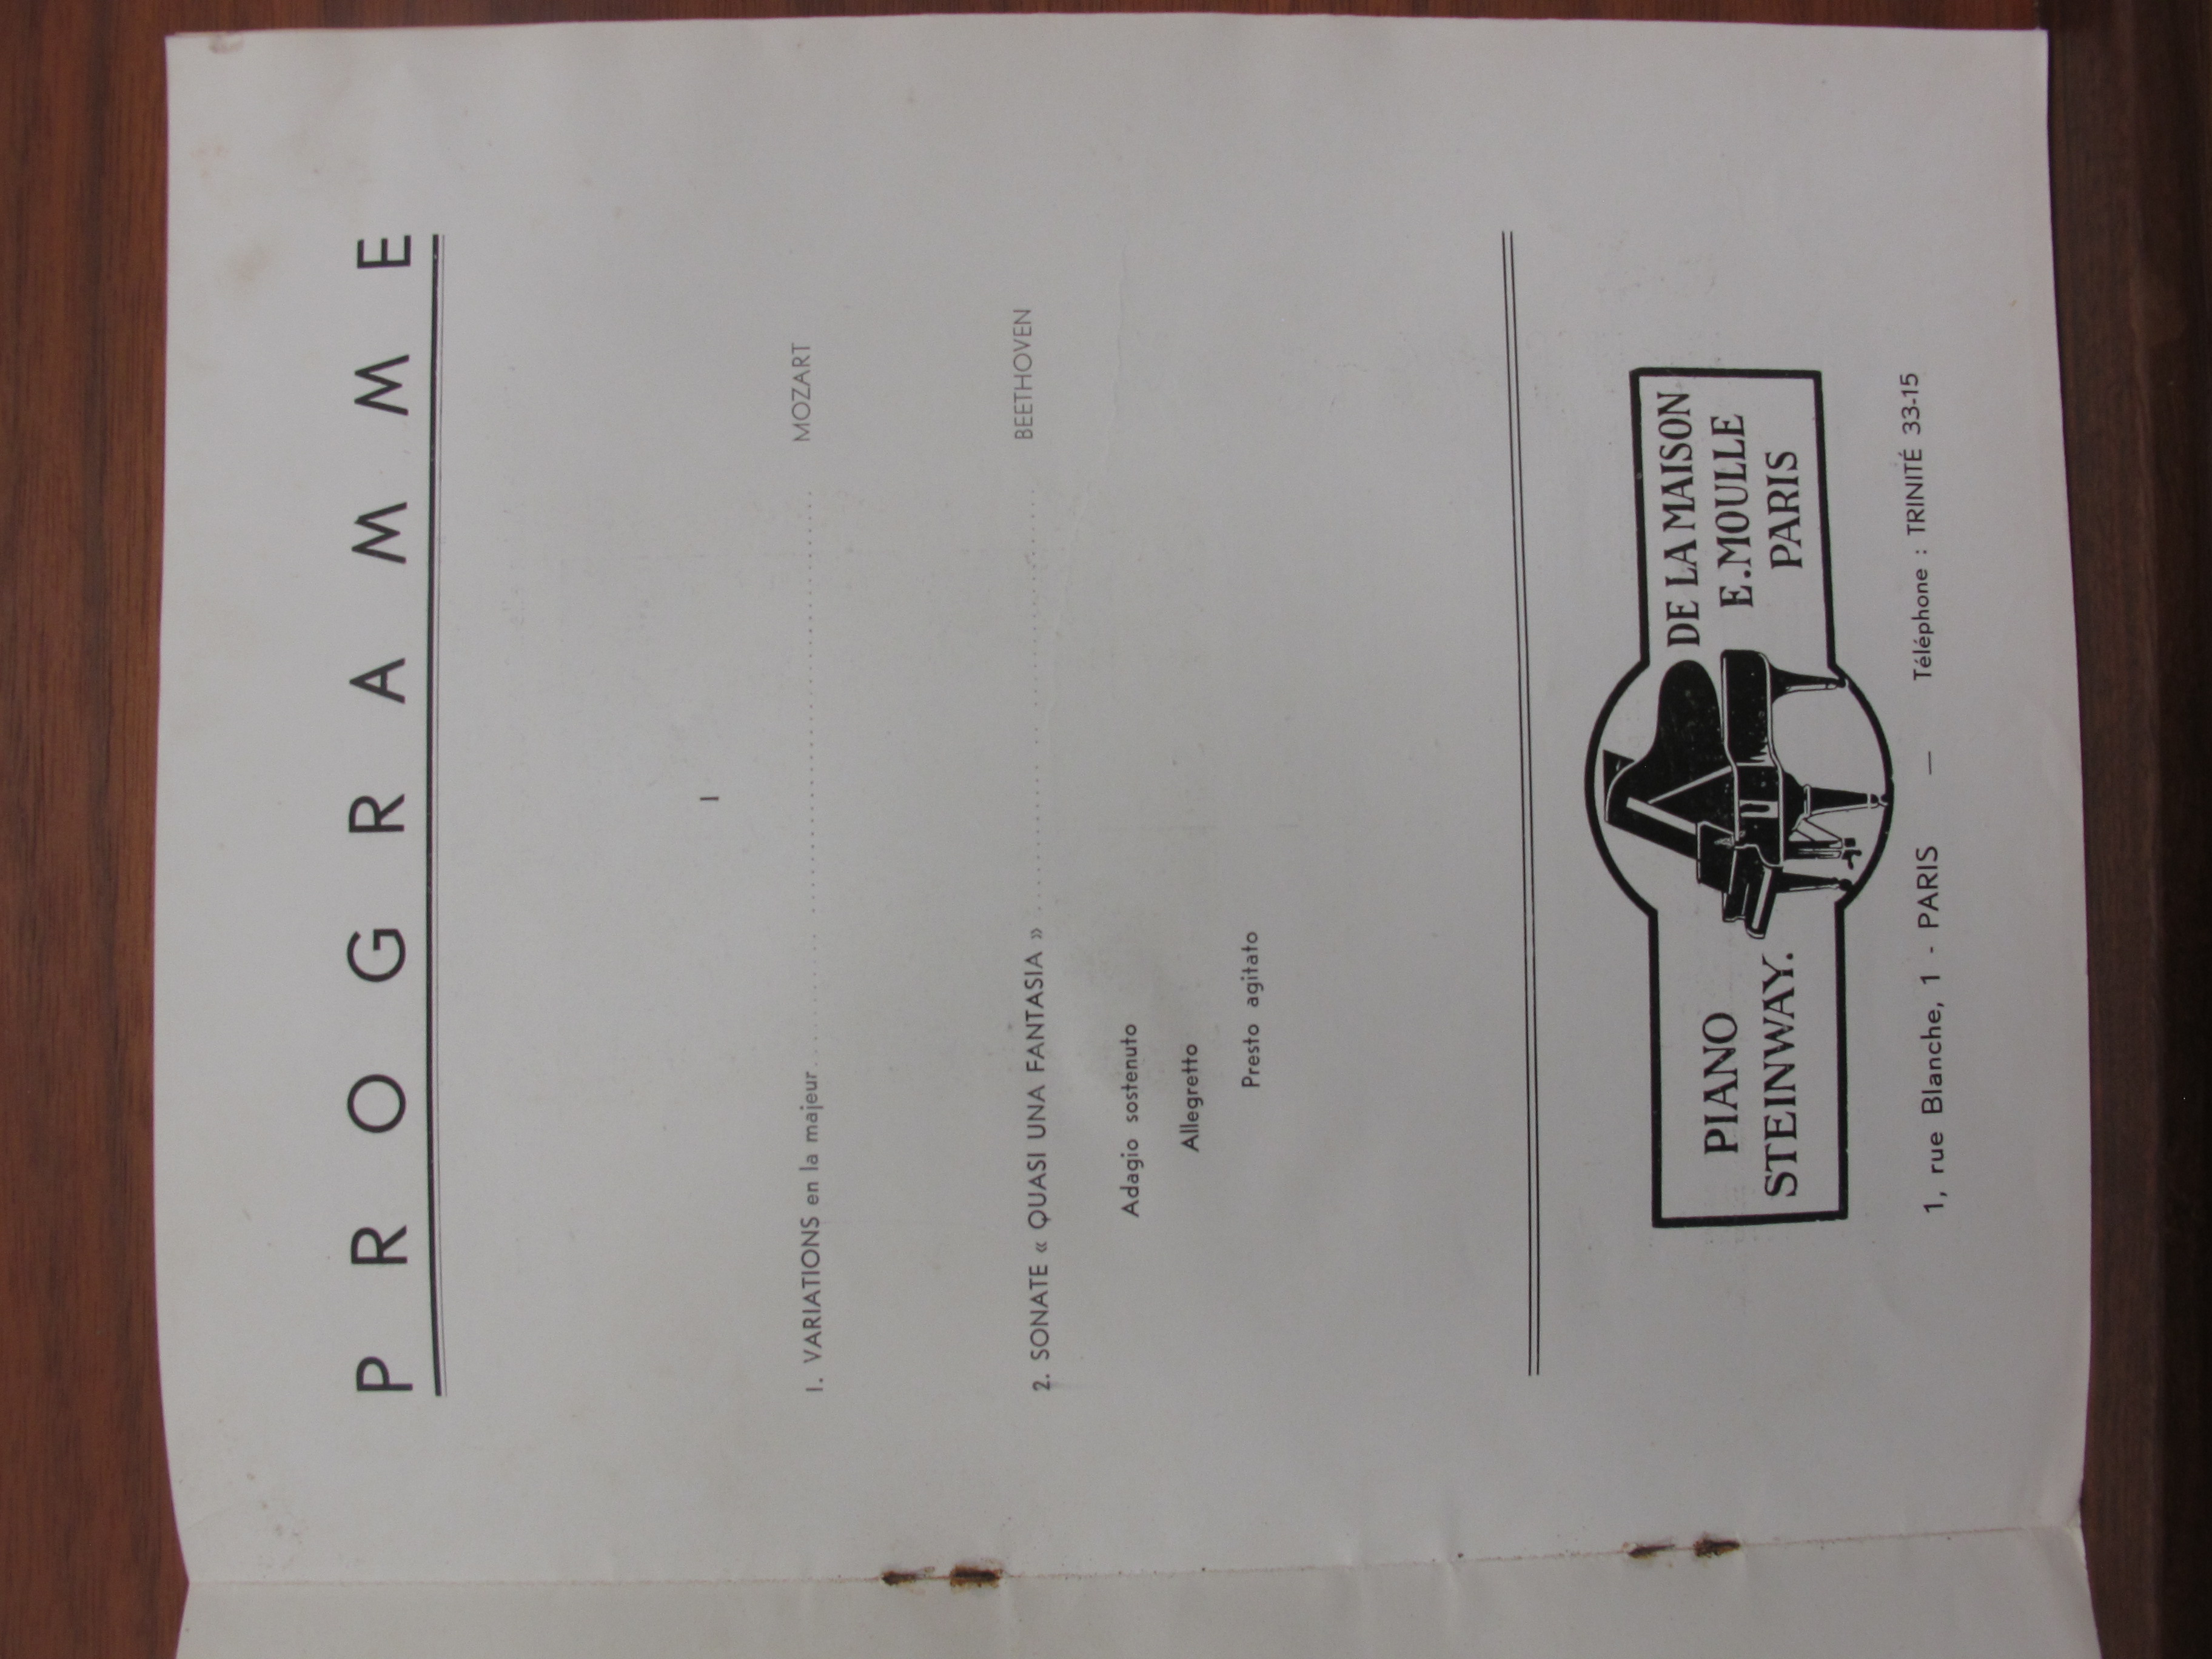 PROGRAMME
I
1. VARIATIONS en la majeur.................... MOZART
2. SONATE « QUASI UNA FANTASIA » .................... BEETHOVEN
Adagio sostenuto
Allegretto
Presto agitato
PIANO STEINWAY.
DE LA MAISON
E. MOULLE
PARIS
1, rue Blanche, 1 - PARIS — Téléphone : TRINITÉ 33-15